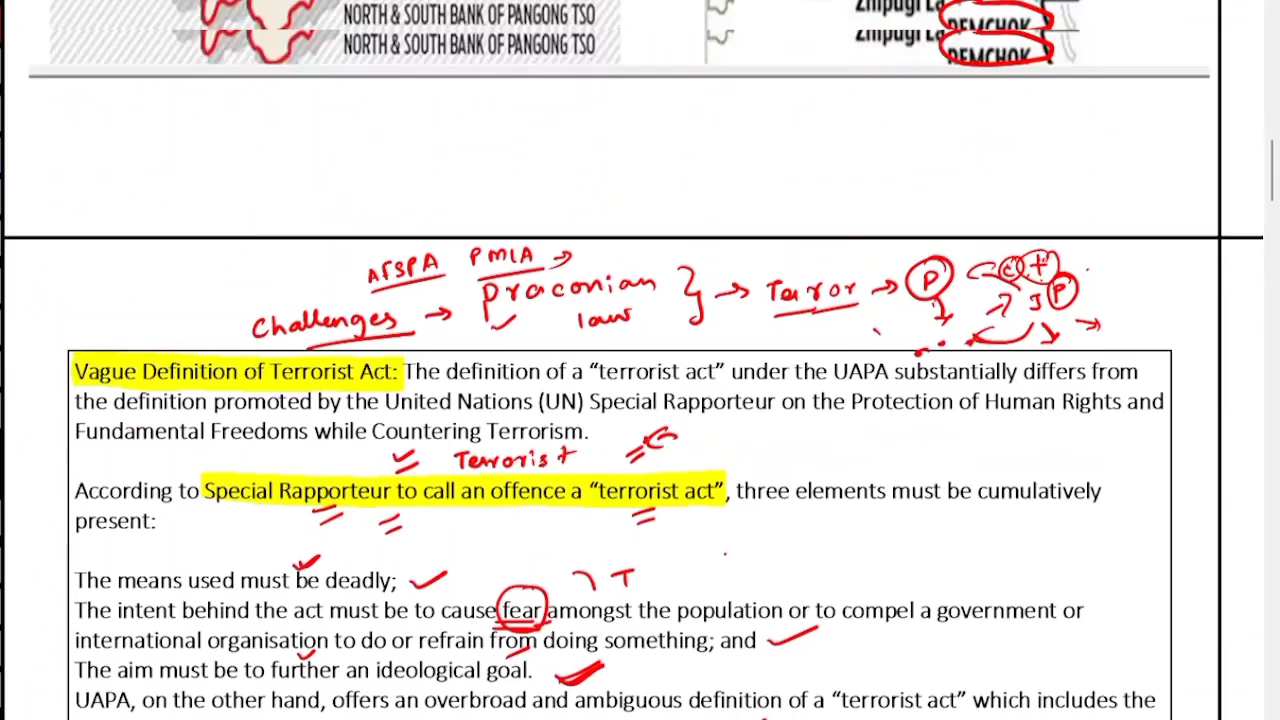 NORTH & SOUTH BANK OF PANGONG TSO
NORTH & SOUTH BANK OF PANGONG TSO
DEMCHOK
DEMCHOK
AFSPA PMLA →
Challenges → Draconian law } → Terror → P
C + 3 P
Vague Definition of Terrorist Act: The definition of a “terrorist act” under the UAPA substantially differs from
the definition promoted by the United Nations (UN) Special Rapporteur on the Protection of Human Rights and
Fundamental Freedoms while Countering Terrorism.
Terrorist
According to Special Rapporteur to call an offence a “terrorist act”, three elements must be cumulatively
present:
The means used must be deadly;
T
The intent behind the act must be to cause fear amongst the population or to compel a government or
international organisation to do or refrain from doing something; and
The aim must be to further an ideological goal.
UAPA, on the other hand, offers an overbroad and ambiguous definition of a “terrorist act” which includes the